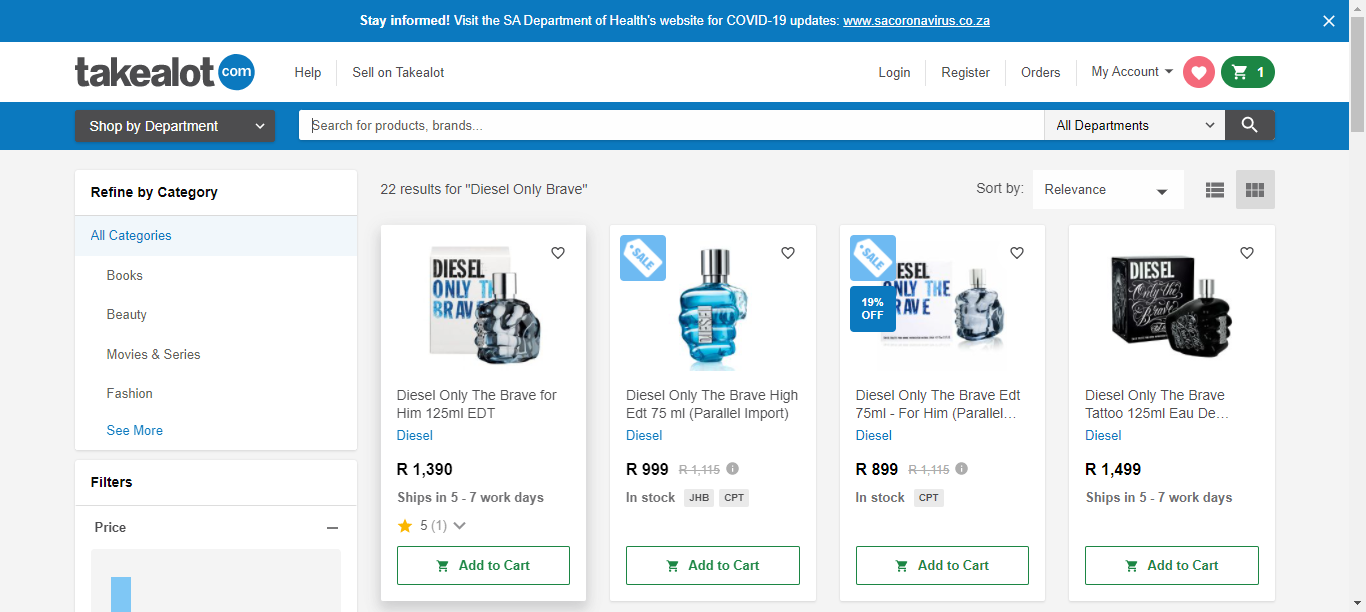 Stay informed! Visit the SA Department of Health's website for COVID-19 updates: www.sacoronavirus.co.za
takealot com
Help
Sell on Takealot
Login
Register
Orders
My Account
1
Shop by Department
Search for products, brands...
All Departments
Refine by Category
All Categories
Books
Beauty
Movies & Series
Fashion
See More
Filters
Price
22 results for "Diesel Only Brave"
Sort by:
Relevance
DIESEL
ONLY TH
BRAV
Diesel Only The Brave for
Him 125ml EDT
Diesel
R 1,390
Ships in 5 - 7 work days
5 (1)
Add to Cart
SALE
DIESEL
Diesel Only The Brave High
Edt 75 ml (Parallel Import)
Diesel
R 999 R 1,115
In stock JHB CPT
Add to Cart
SALE
19%
OFF
ESEL
THE
RAVE
Diesel Only The Brave Edt
75ml - For Him (Parallel...
Diesel
R 899 R 1,115
In stock CPT
Add to Cart
DIESEL
Only the
Brave
Diesel Only The Brave
Tattoo 125ml Eau De...
Diesel
R 1,499
Ships in 5 - 7 work days
Add to Cart